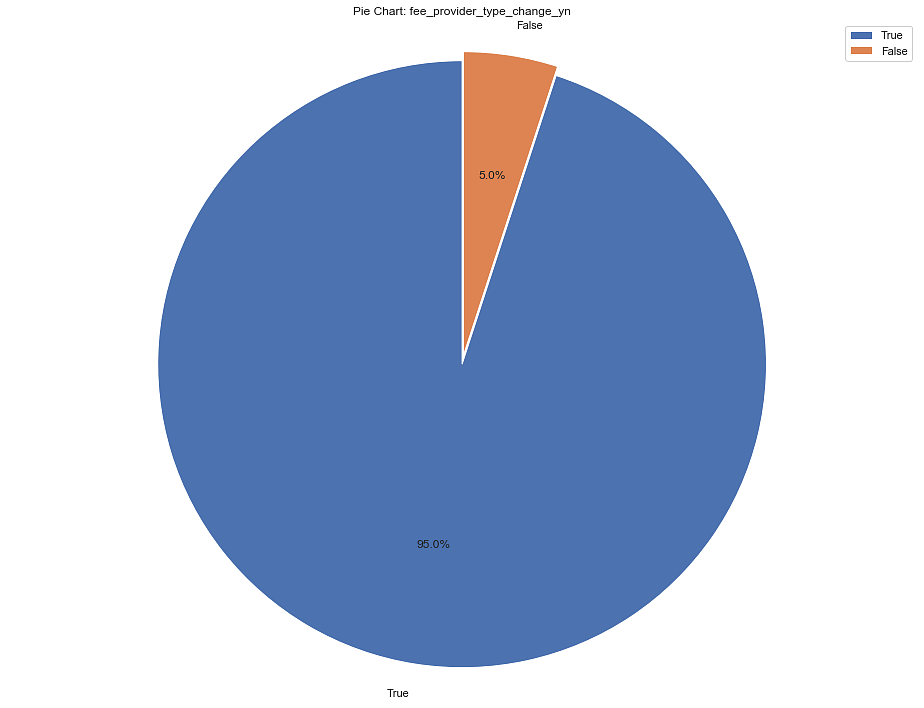 Pie Chart: fee_provider_type_change_yn
False
True
False
5.0%
95.0%
True